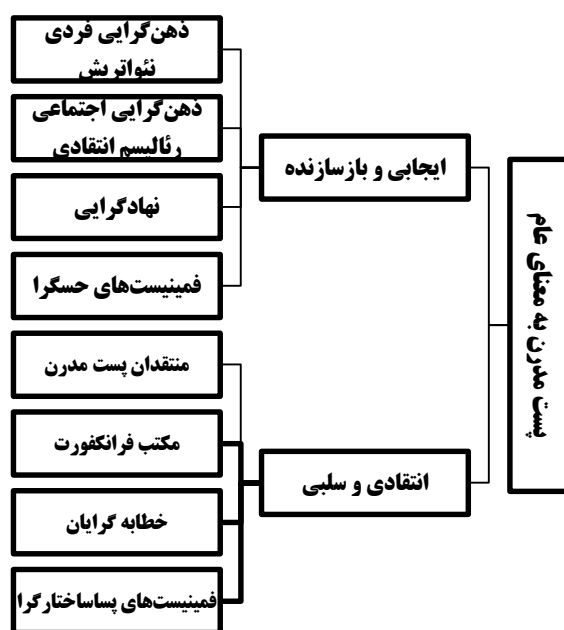 پست مدرن به معنای عام
ایجابی و بازسازنده
ذهن‌گرایی فردی
نئواتریش
ذهن‌گرایی اجتماعی
رئالیسم انتقادی
نهادگرایی
فمینیست‌های حسگرا
انتقادی و سلبی
منتقدان پست مدرن
مکتب فرانکفورت
خطابه گرایان
فمینیست‌های پساساختارگرا